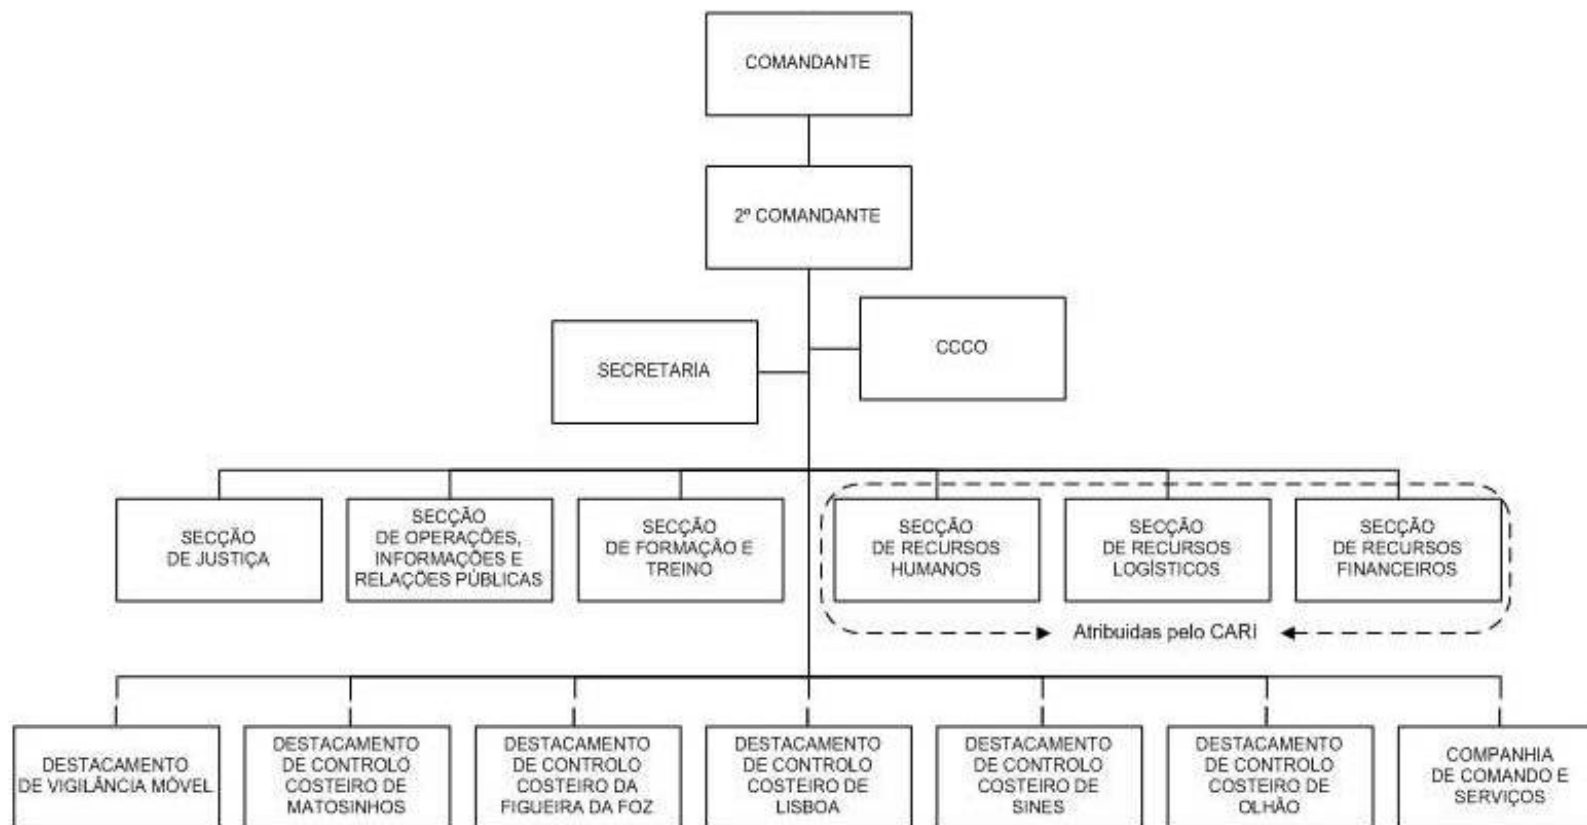 COMANDANTE
2º COMANDANTE
CCCO
SECRETARIA
SECÇÃO
DE JUSTIÇA
SECÇÃO
DE OPERAÇÕES,
INFORMAÇÕES E
RELAÇÕES PÚBLICAS
SECÇÃO
DE FORMAÇÃO E
TREINO
SECÇÃO
DE RECURSOS
HUMANOS
SECÇÃO
DE RECURSOS
LOGÍSTICOS
SECÇÃO
DE RECURSOS
FINANCEIROS
Atribuidas pelo CARI
DESTACAMENTO
DE VIGILÂNCIA MÓVEL
DESTACAMENTO
DE CONTROLO
COSTEIRO DE
MATOSINHOS
DESTACAMENTO
DE CONTROLO
COSTEIRO DA
FIGUEIRA DA FOZ
DESTACAMENTO
DE CONTROLO
COSTEIRO DE
LISBOA
DESTACAMENTO
DE CONTROLO
COSTEIRO DE
SINES
DESTACAMENTO
DE CONTROLO
COSTEIRO DE
OLHÃO
COMPANHIA
DE COMANDO E
SERVIÇOS